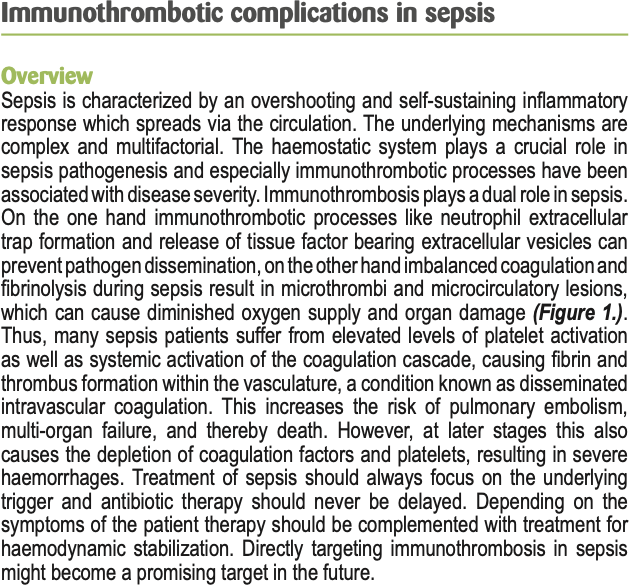 Immunothrombotic complications in sepsis
Overview
Sepsis is characterized by an overshooting and self-sustaining inflammatory
response which spreads via the circulation. The underlying mechanisms are
complex and multifactorial. The haemostatic system plays a crucial role in
sepsis pathogenesis and especially immunothrombotic processes have been
associated with disease severity. Immunothrombosis plays a dual role in sepsis.
On the one hand immunothrombotic processes like neutrophil extracellular
trap formation and release of tissue factor bearing extracellular vesicles can
prevent pathogen dissemination, on the other hand imbalanced coagulation and
fibrinolysis during sepsis result in microthrombi and microcirculatory lesions,
which can cause diminished oxygen supply and organ damage (Figure 1.).
Thus, many sepsis patients suffer from elevated levels of platelet activation
as well as systemic activation of the coagulation cascade, causing fibrin and
thrombus formation within the vasculature, a condition known as disseminated
intravascular coagulation. This increases the risk of pulmonary embolism,
multi-organ failure, and thereby death. However, at later stages this also
causes the depletion of coagulation factors and platelets, resulting in severe
haemorrhages. Treatment of sepsis should always focus on the underlying
trigger and antibiotic therapy should never be delayed. Depending on the
symptoms of the patient therapy should be complemented with treatment for
haemodynamic stabilization. Directly targeting immunothrombosis in sepsis
might become a promising target in the future.